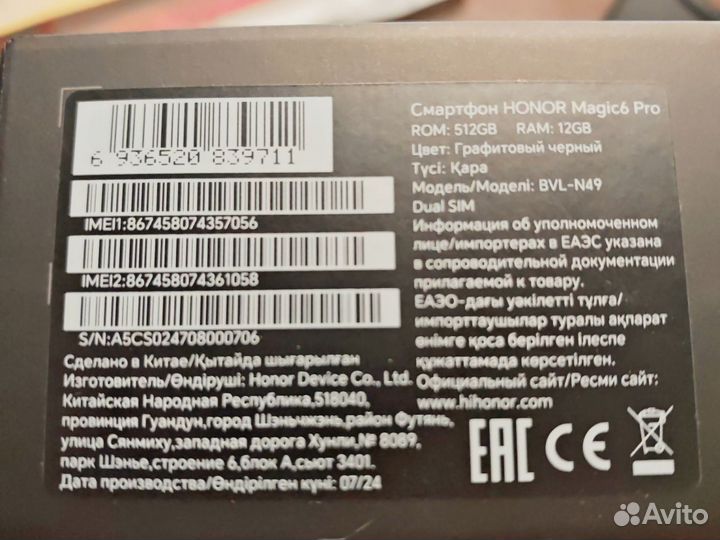 6 936520 839711
IMEI1:867458074357056
IMEI2:867458074361058
S/N:A5CS024708000706
Сделано в Китае/Қытайда шығарылған
Изготовитель/Өндіруші: Honor Device Co., Ltd.
Китайская Народная Республика,518040,
провинция Гуандун,город Шэньчжэнь,район Футянь,
улица Сянмиху,западная дорога Хунли,№ 8089,
парк Шэнье,строение 6,блок А,сьют 3401.
Дата производства/Өндірілген күні: 07/24
Смартфон HONOR Magic6 Pro
ROM: 512GB RAM: 12GB
Цвет: Графитовый черный
Түсі: Қара
Модель/Моделі: BVL-N49
Dual SIM
Информация об уполномоченном
лице/импортерах в ЕАЭС указана
в сопроводительной документации
прилагаемой к товару.
ЕАЭО-дағы уәкілетті тұлға/
импорттаушылар туралы ақпарат
өнімге қоса берілген ілеспе
құжаттамада көрсетілген.
Официальный сайт/Ресми сайт:
www.hihonor.com
EAC CE
Avito